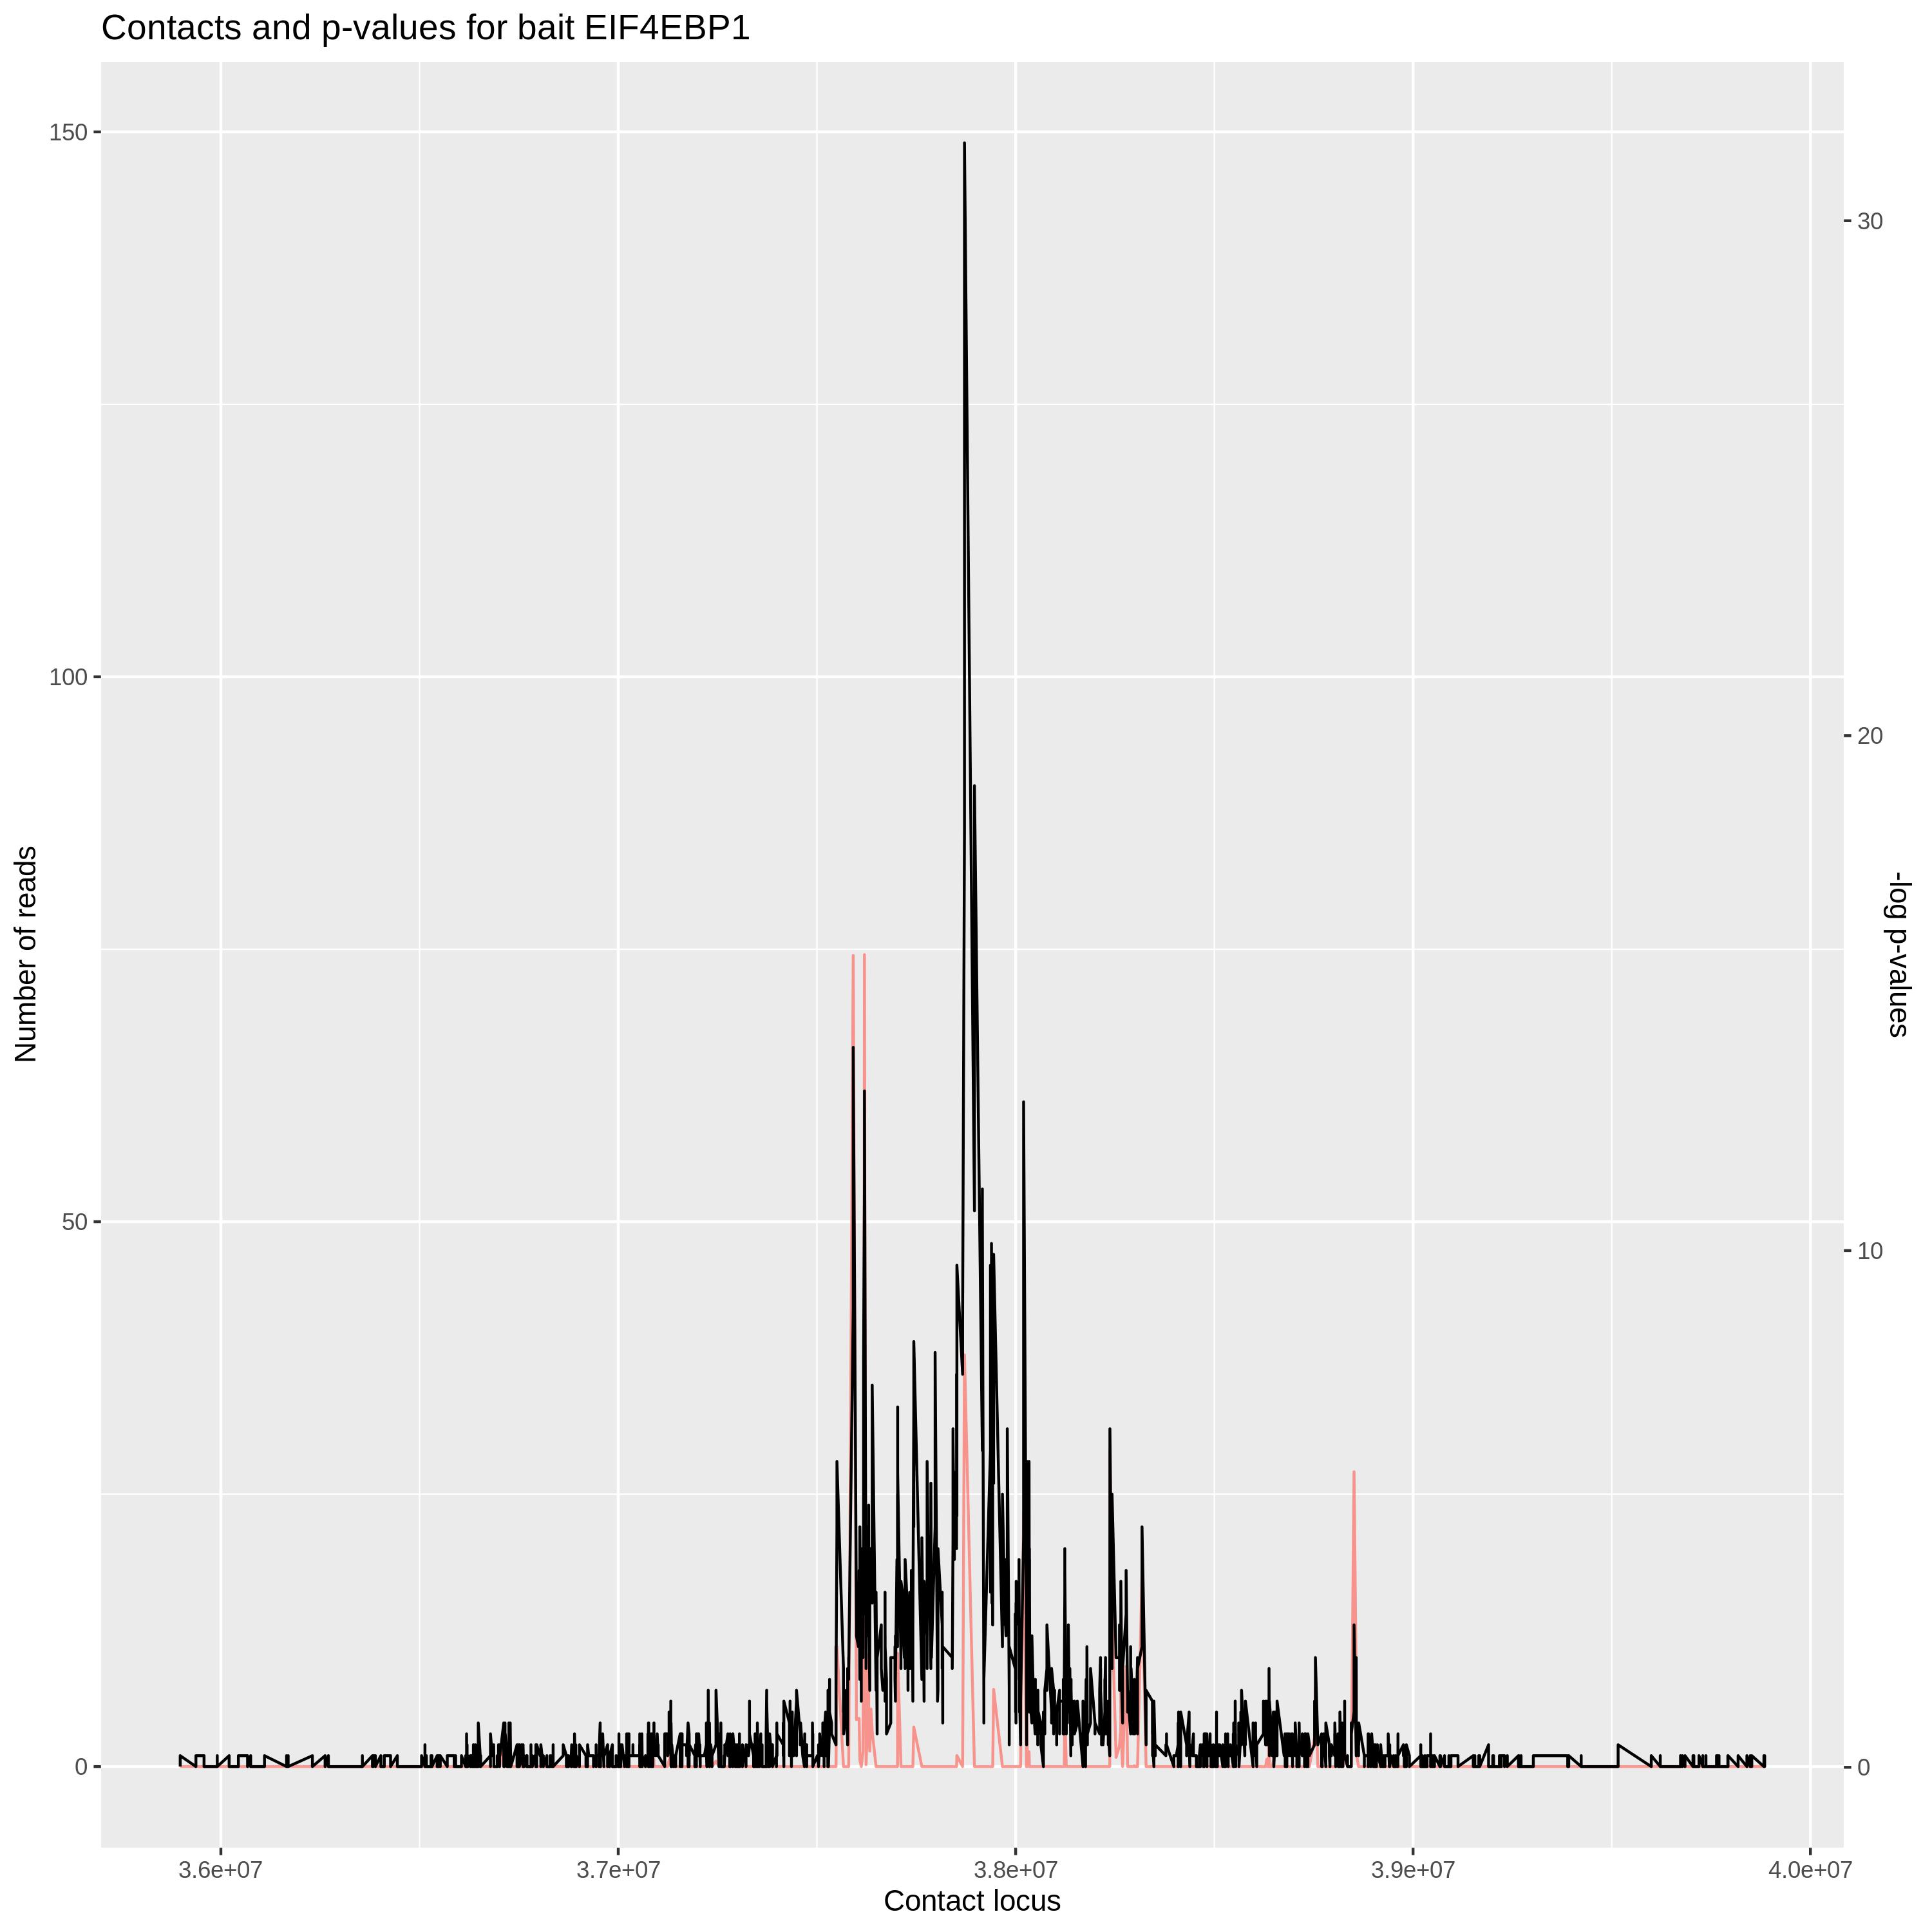 Contacts and p-values for bait EIF4EBP1
150
100
50
0
Number of reads
30
20
10
0
-log p-values
3.6e+07
3.7e+07
3.8e+07
3.9e+07
4.0e+07
Contact locus